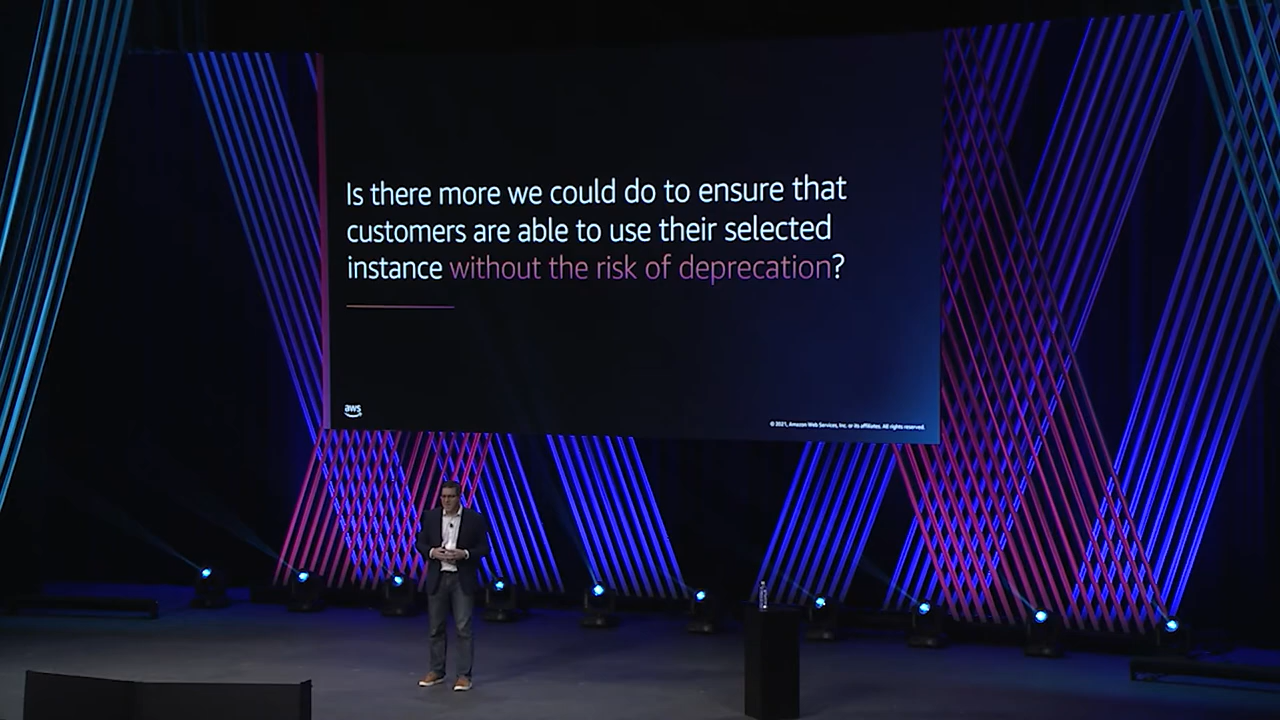 Is there more we could do to ensure that
customers are able to use their selected
instance without the risk of deprecation?
aws
© 2021, Amazon Web Services, Inc. or its affiliates. All rights reserved.